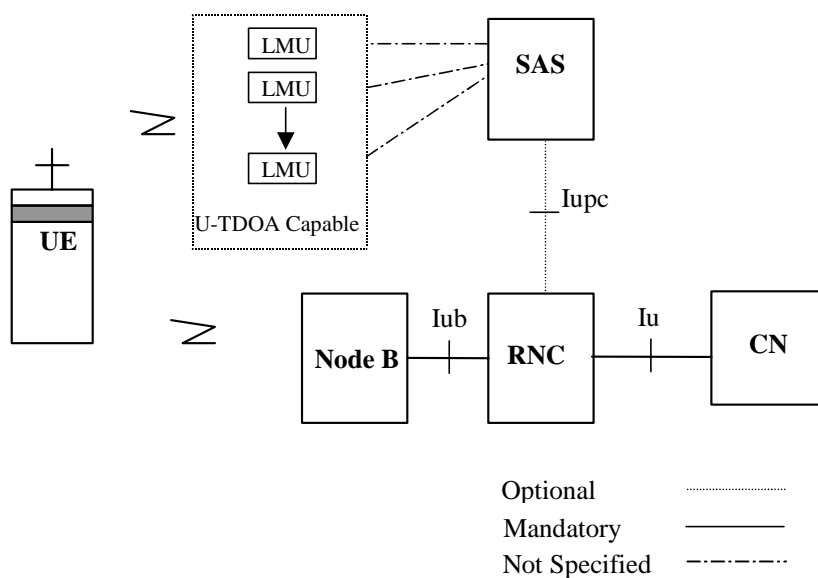 LMU
LMU
LMU
U-TDOA Capable
SAS
Iupc
UE
Node B
Iub
RNC
Iu
CN
Optional
Mandatory
Not Specified